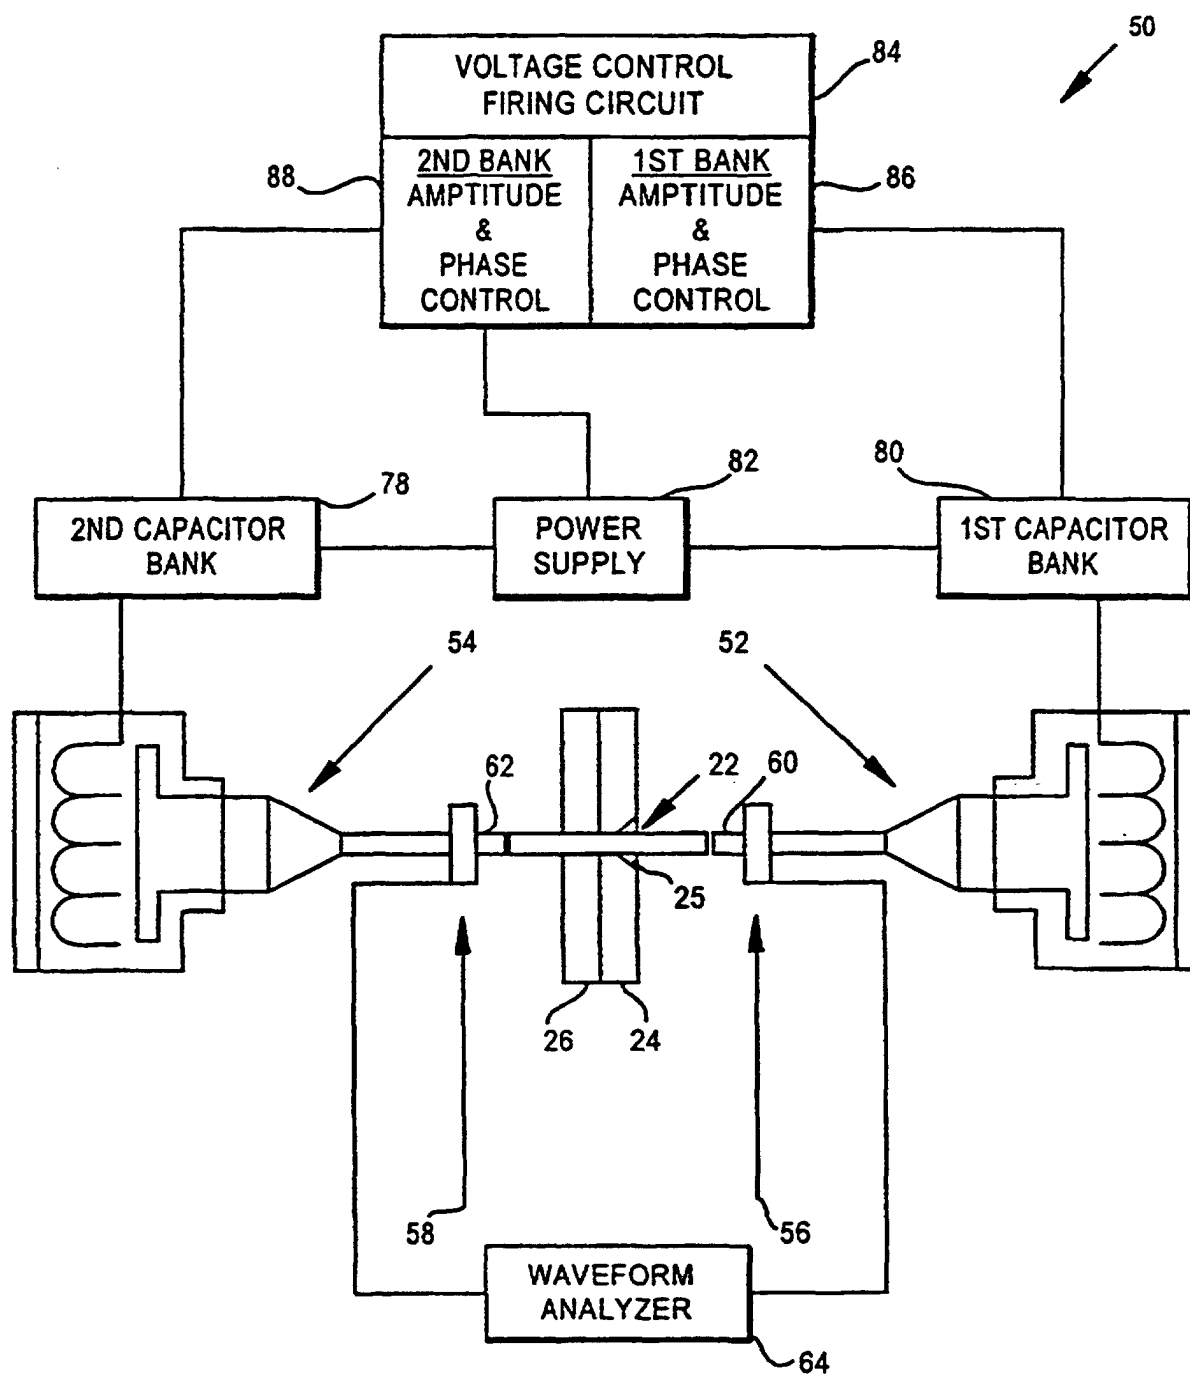 50
VOLTAGE CONTROL
FIRING CIRCUIT
84
88
2ND BANK
AMPTITUDE
&
PHASE
CONTROL
1ST BANK
AMPTITUDE
&
PHASE
CONTROL
86
78
82
80
2ND CAPACITOR
BANK
POWER
SUPPLY
1ST CAPACITOR
BANK
54
52
62
22
60
25
26
24
58
56
WAVEFORM
ANALYZER
64